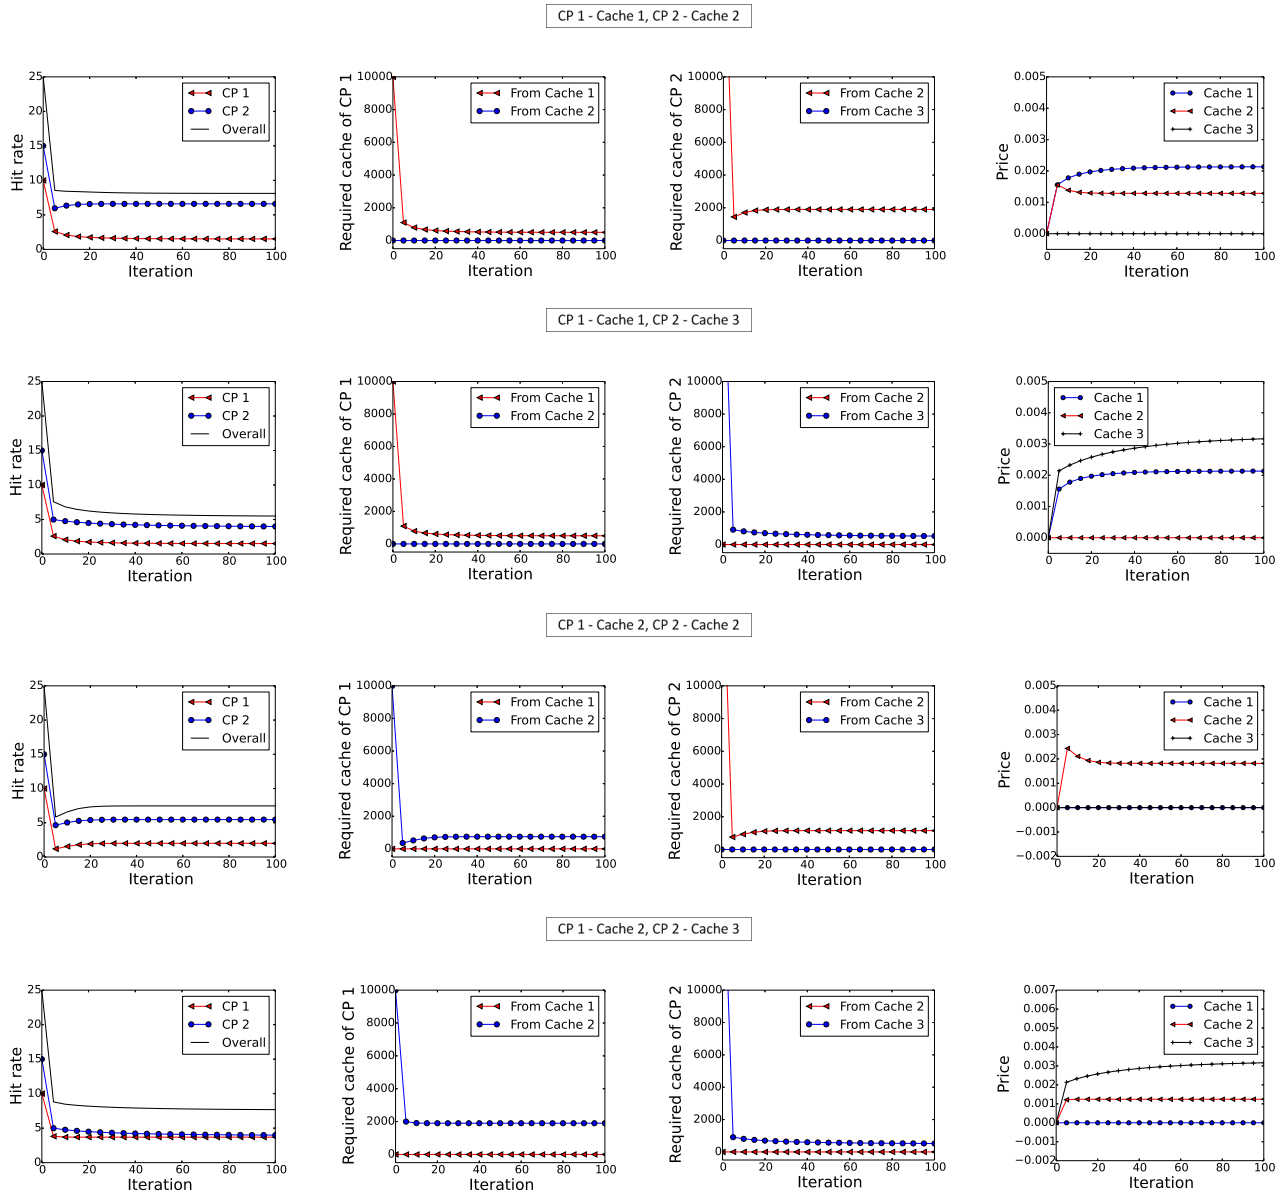 CP 1 - Cache 1, CP 2 - Cache 2
Hit rate
25
20
15
10
5
0
0 20 40 60 80 100
Iteration
CP 1
CP 2
Overall
Required cache of CP 1
10000
8000
6000
4000
2000
0
0 20 40 60 80 100
Iteration
From Cache 1
From Cache 2
Required cache of CP 2
10000
8000
6000
4000
2000
0
0 20 40 60 80 100
Iteration
From Cache 2
From Cache 3
Price
0.005
0.004
0.003
0.002
0.001
0.000
0 20 40 60 80 100
Iteration
Cache 1
Cache 2
Cache 3
CP 1 - Cache 1, CP 2 - Cache 3
Hit rate
25
20
15
10
5
0
0 20 40 60 80 100
Iteration
CP 1
CP 2
Overall
Required cache of CP 1
10000
8000
6000
4000
2000
0
0 20 40 60 80 100
Iteration
From Cache 1
From Cache 2
Required cache of CP 2
10000
8000
6000
4000
2000
0
0 20 40 60 80 100
Iteration
From Cache 2
From Cache 3
Price
0.005
0.004
0.003
0.002
0.001
0.000
0 20 40 60 80 100
Iteration
Cache 1
Cache 2
Cache 3
CP 1 - Cache 2, CP 2 - Cache 2
Hit rate
25
20
15
10
5
0
0 20 40 60 80 100
Iteration
CP 1
CP 2
Overall
Required cache of CP 1
10000
8000
6000
4000
2000
0
0 20 40 60 80 100
Iteration
From Cache 1
From Cache 2
Required cache of CP 2
10000
8000
6000
4000
2000
0
0 20 40 60 80 100
Iteration
From Cache 2
From Cache 3
Price
0.005
0.004
0.003
0.002
0.001
0.000
−0.001
−0.002
0 20 40 60 80 100
Iteration
Cache 1
Cache 2
Cache 3
CP 1 - Cache 2, CP 2 - Cache 3
Hit rate
25
20
15
10
5
0
0 20 40 60 80 100
Iteration
CP 1
CP 2
Overall
Required cache of CP 1
10000
8000
6000
4000
2000
0
0 20 40 60 80 100
Iteration
From Cache 1
From Cache 2
Required cache of CP 2
10000
8000
6000
4000
2000
0
0 20 40 60 80 100
Iteration
From Cache 2
From Cache 3
Price
0.007
0.006
0.005
0.004
0.003
0.002
0.001
0.000
−0.001
−0.002
0 20 40 60 80 100
Iteration
Cache 1
Cache 2
Cache 3